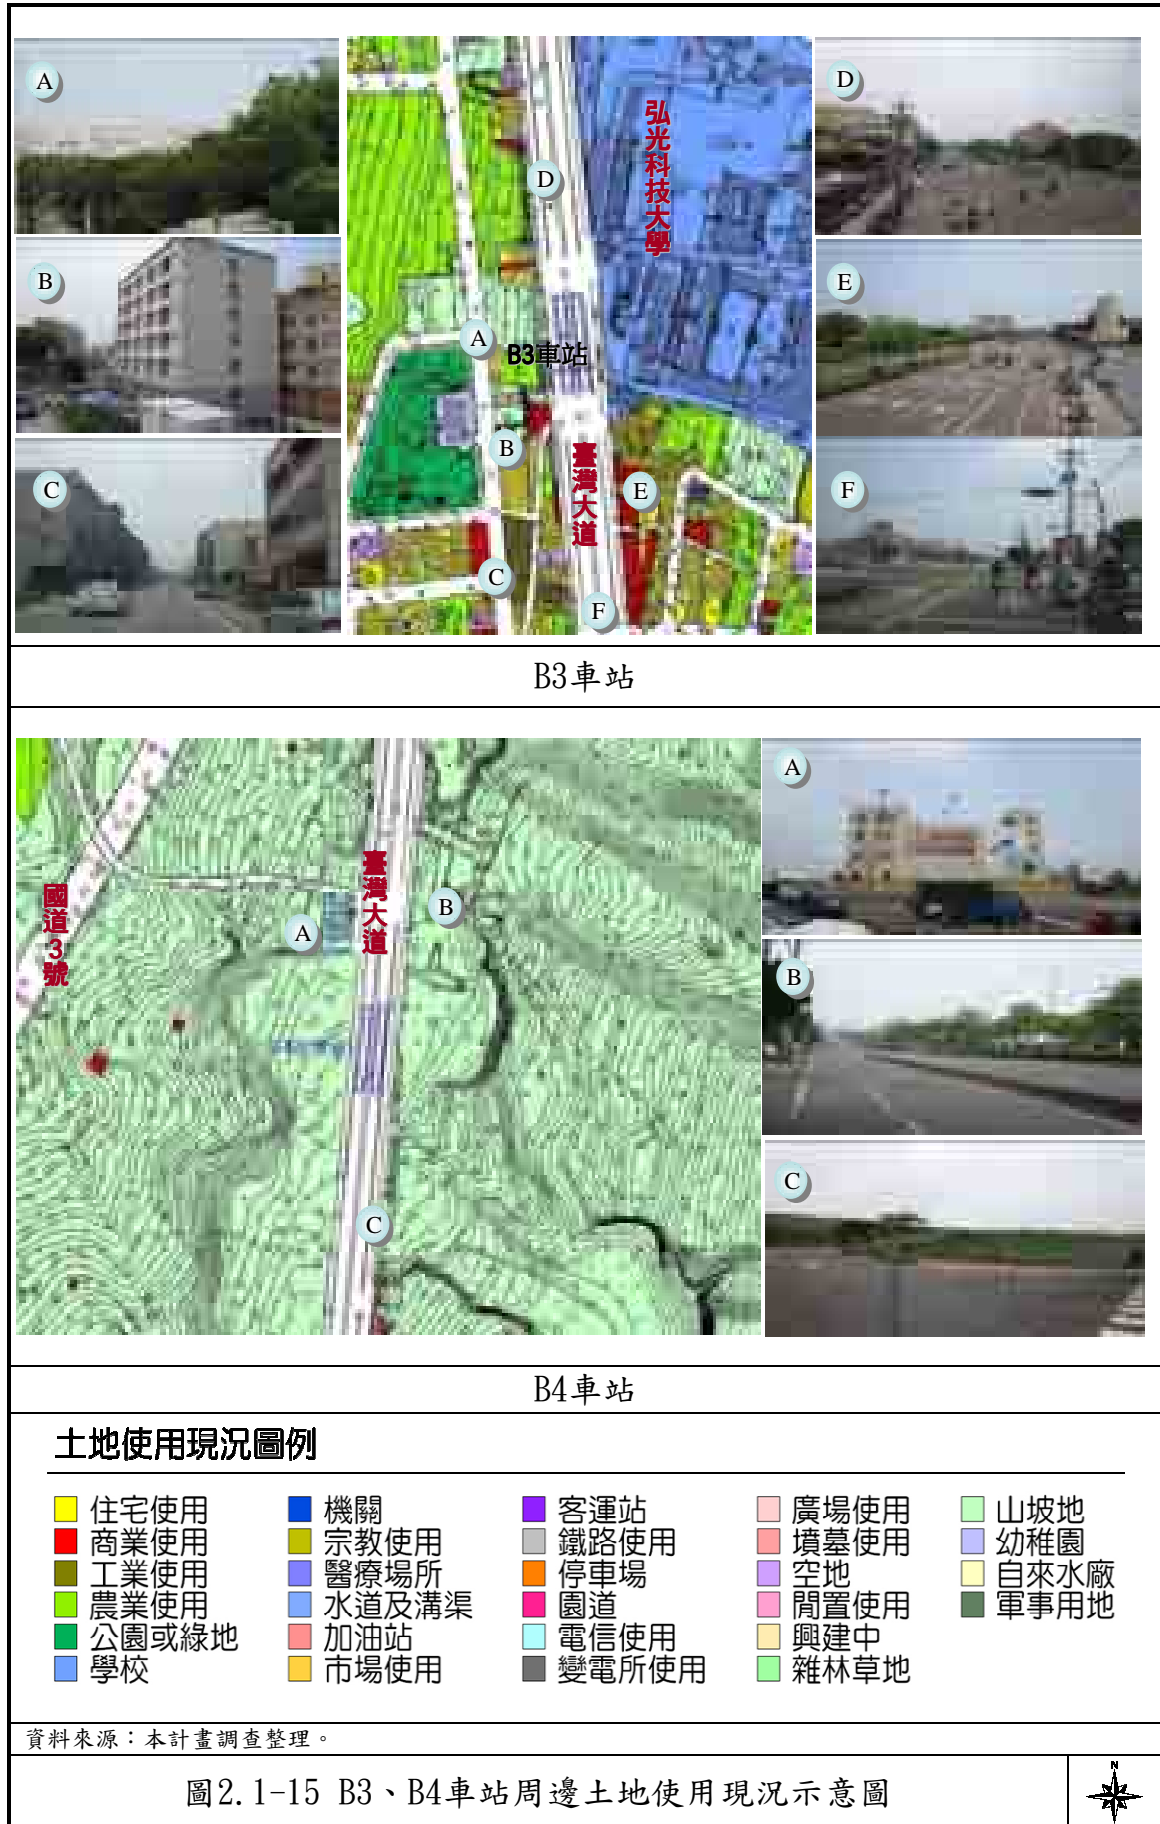 A
B
C
弘光科技大學
D
A
B3車站
B
臺灣大道
E
C
F
D
E
F
B3車站
國道3號
臺灣大道
A
B
C
A
B
C
B4車站
土地使用現況圖例
住宅使用
商業使用
工業使用
農業使用
公園或綠地
學校
機關
宗教使用
醫療場所
水道及溝渠
加油站
市場使用
客運站
鐵路使用
停車場
園道
電信使用
變電所使用
廣場使用
墳墓使用
空地
閒置使用
興建中
雜林草地
山坡地
幼稚園
自來水廠
軍事用地
資料來源：本計畫調查整理。
圖2.1-15 B3、B4車站周邊土地使用現況示意圖
N